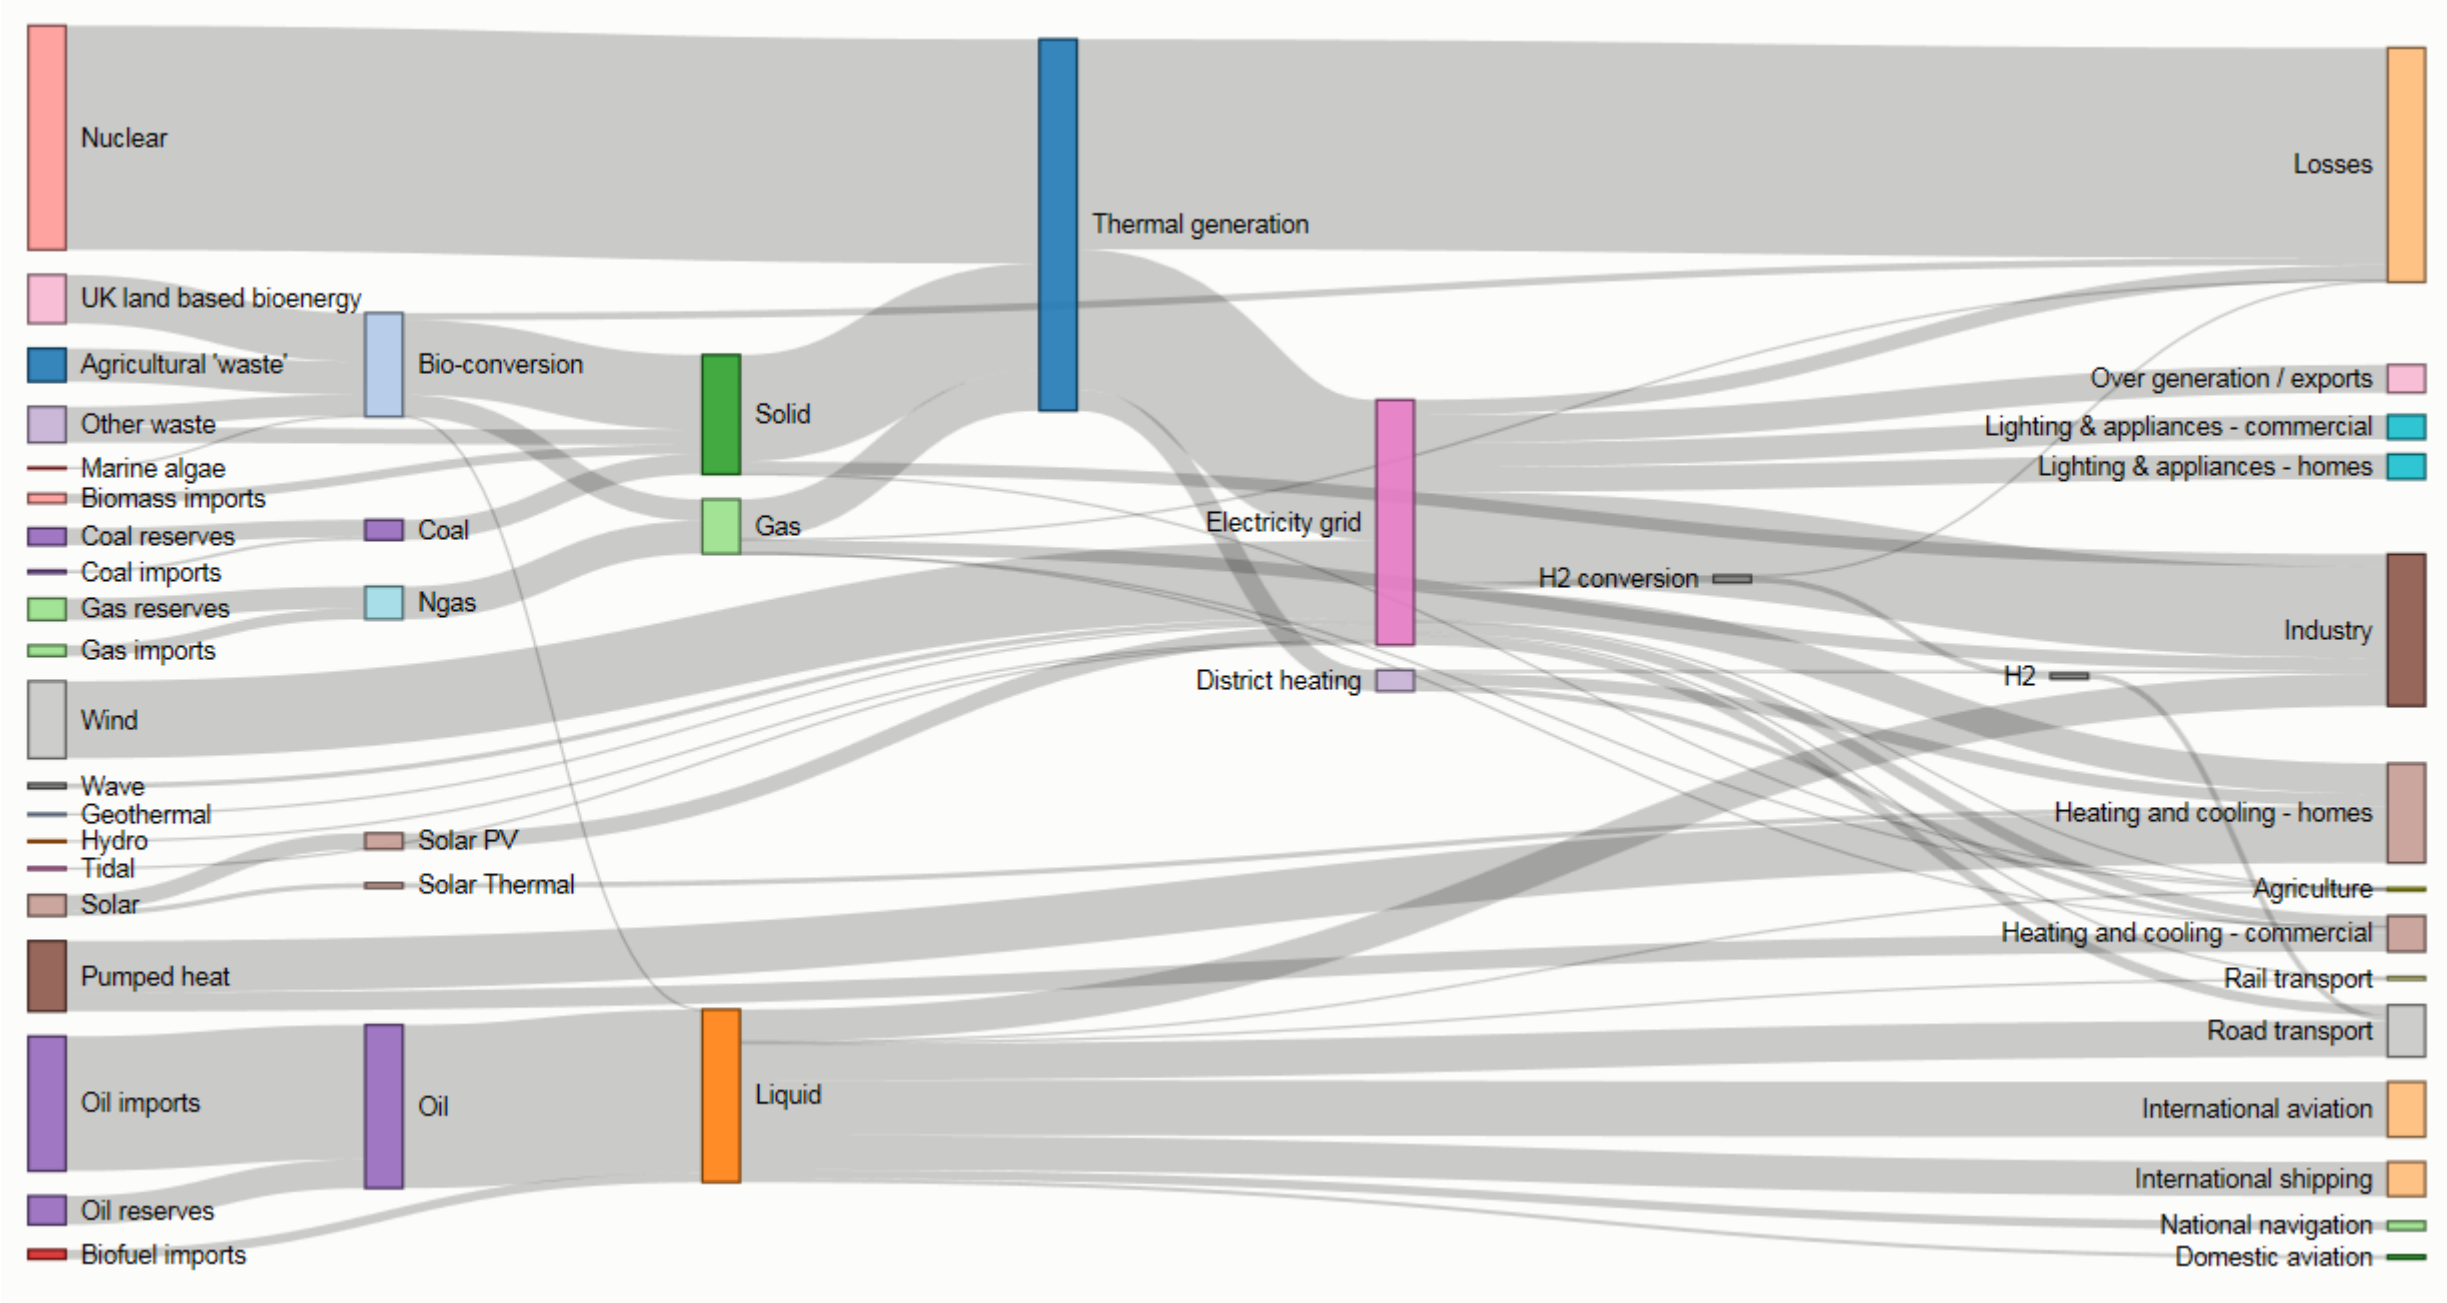 Nuclear
UK land based bioenergy
Agricultural 'waste'
Other waste
Marine algae
Biomass imports
Coal reserves
Coal imports
Gas reserves
Gas imports
Wind
Wave
Geothermal
Hydro
Tidal
Solar
Pumped heat
Oil imports
Oil reserves
Biofuel imports
Bio-conversion
Coal
Ngas
Solar PV
Solar Thermal
Oil
Solid
Gas
Liquid
Thermal generation
Electricity grid
District heating
H2 conversion
H2
Losses
Over generation / exports
Lighting & appliances - commercial
Lighting & appliances - homes
Industry
Heating and cooling - homes
Agriculture
Heating and cooling - commercial
Rail transport
Road transport
International aviation
International shipping
National navigation
Domestic aviation